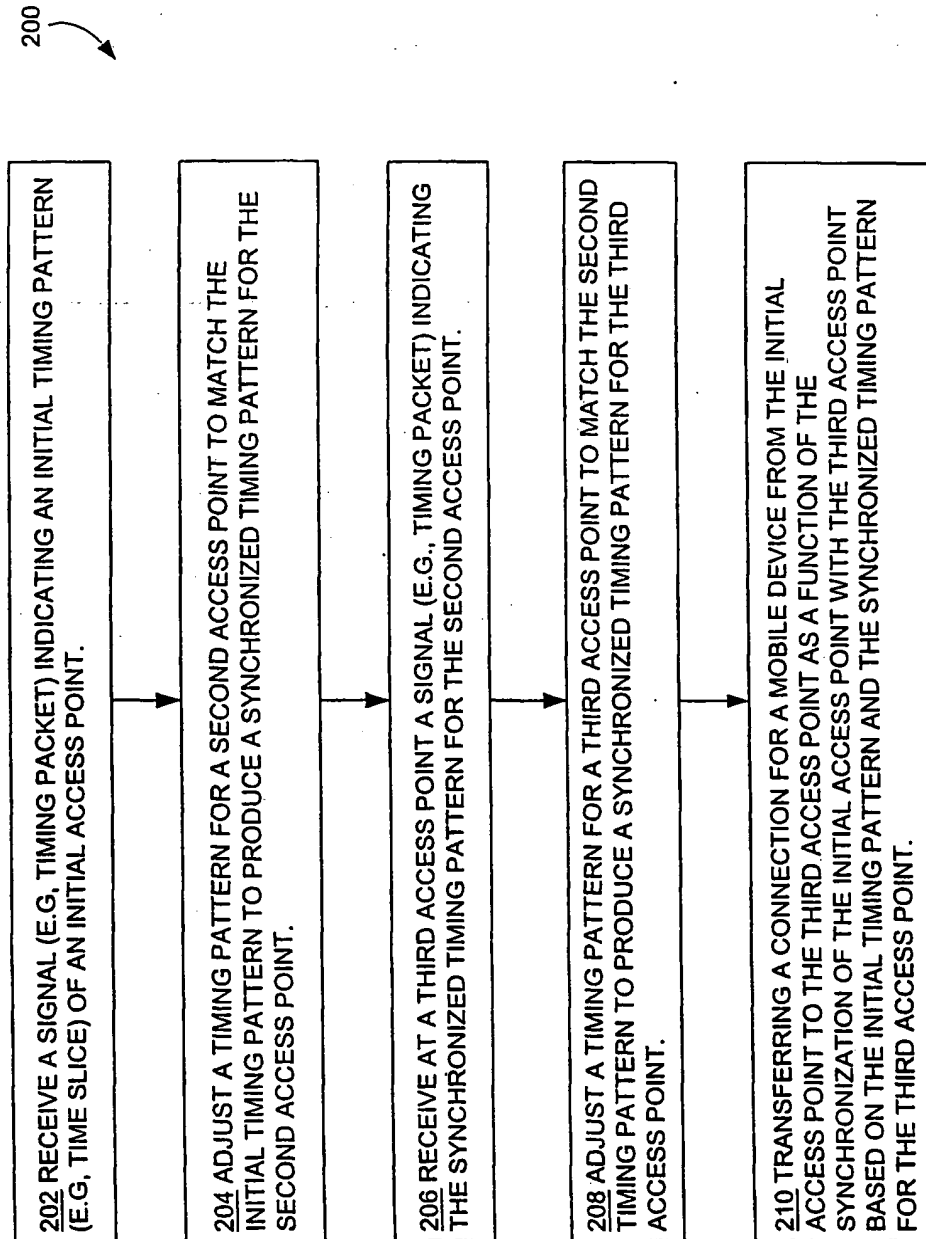 200
202 RECEIVE A SIGNAL (E.G, TIMING PACKET) INDICATING AN INITIAL TIMING PATTERN
(E.G, TIME SLICE) OF AN INITIAL ACCESS POINT.
204 ADJUST A TIMING PATTERN FOR A SECOND ACCESS POINT TO MATCH THE
INITIAL TIMING PATTERN TO PRODUCE A SYNCHRONIZED TIMING PATTERN FOR THE
SECOND ACCESS POINT.
206 RECEIVE AT A THIRD ACCESS POINT A SIGNAL (E.G., TIMING PACKET) INDICATING
THE SYNCHRONIZED TIMING PATTERN FOR THE SECOND ACCESS POINT.
208 ADJUST A TIMING PATTERN FOR A THIRD ACCESS POINT TO MATCH THE SECOND
TIMING PATTERN TO PRODUCE A SYNCHRONIZED TIMING PATTERN FOR THE THIRD
ACCESS POINT.
210 TRANSFERRING A CONNECTION FOR A MOBILE DEVICE FROM THE INITIAL
ACCESS POINT TO THE THIRD ACCESS POINT AS A FUNCTION OF THE
SYNCHRONIZATION OF THE INITIAL ACCESS POINT WITH THE THIRD ACCESS POINT
BASED ON THE INITIAL TIMING PATTERN AND THE SYNCHRONIZED TIMING PATTERN
FOR THE THIRD ACCESS POINT.